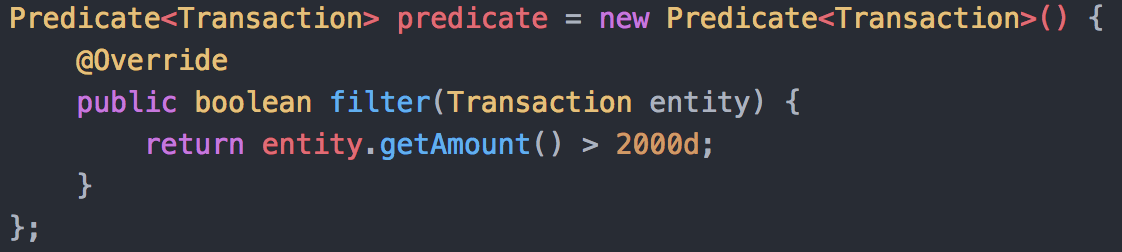 Predicate<Transaction> predicate = new Predicate<Transaction>() {
    @Override
    public boolean filter(Transaction entity) {
        return entity.getAmount() > 2000d;
    }
};